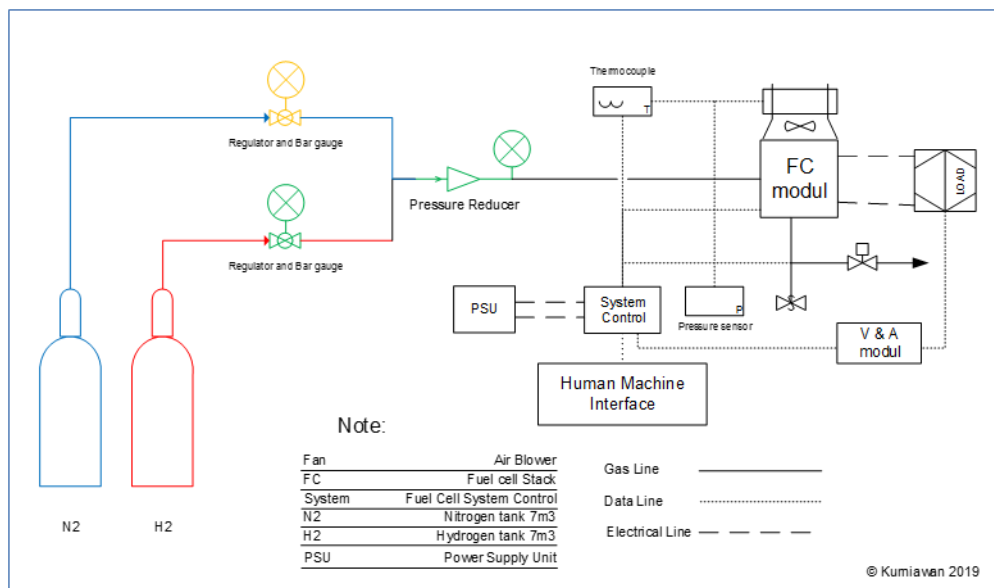 Thermocouple
T
Regulator and Bar gauge
FC
modul
LOAD
Pressure Reducer
Regulator and Bar gauge
PSU
System
Control
P
Pressure sensor
V & A
modul
Human Machine
Interface
Note:
Fan Air Blower
FC Fuel cell Stack
System Fuel Cell System Control
N2 Nitrogen tank 7m3
H2 Hydrogen tank 7m3
PSU Power Supply Unit
Gas Line
Data Line
Electrical Line
N2
H2
© Kurniawan 2019